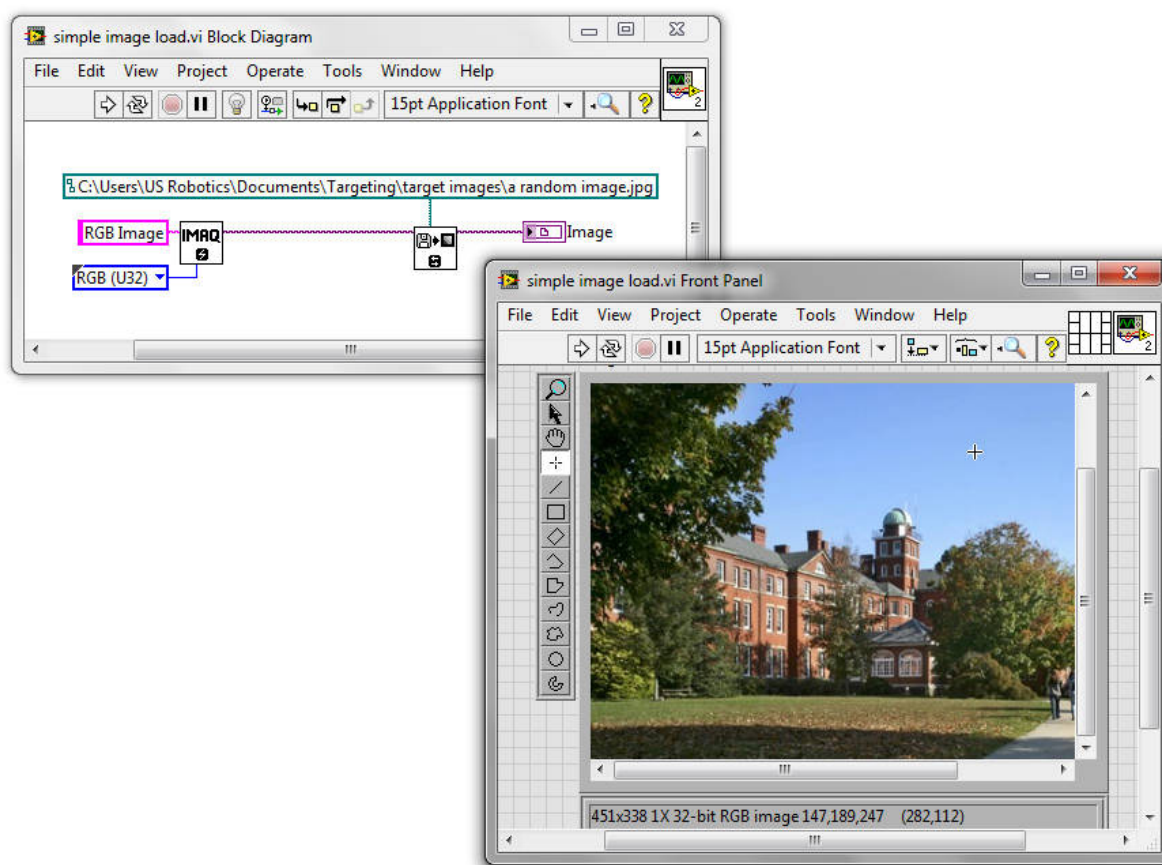 simple image load.vi Block Diagram
File Edit View Project Operate Tools Window Help
15pt Application Font
2
C:\Users\US Robotics\Documents\Targeting\target images\a random image.jpg
RGB Image
IMAQ
Image
RGB (U32)
simple image load.vi Front Panel
File Edit View Project Operate Tools Window Help
15pt Application Font
2
451x338 1X 32-bit RGB image 147,189,247 (282,112)